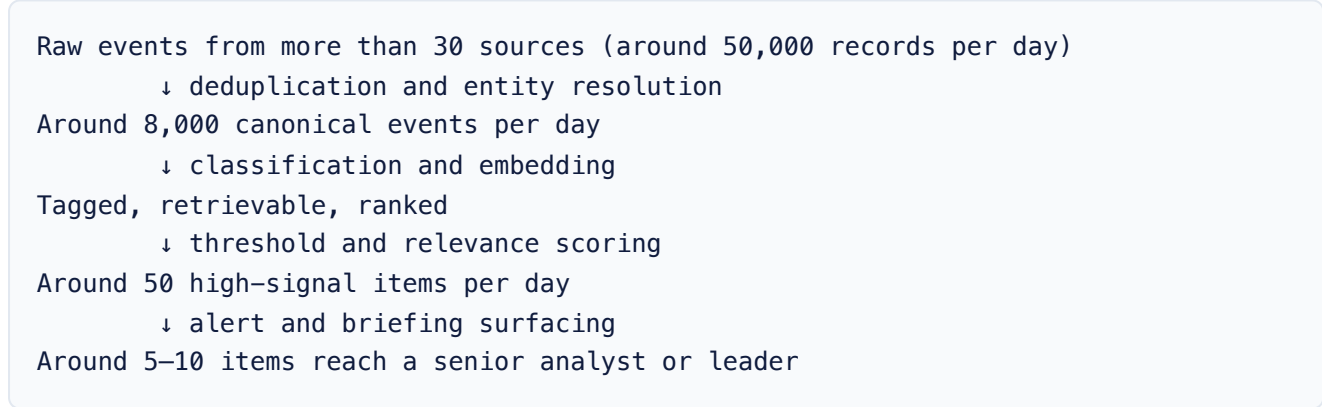 Raw events from more than 30 sources (around 50,000 records per day)
↓ deduplication and entity resolution
Around 8,000 canonical events per day
↓ classification and embedding
Tagged, retrievable, ranked
↓ threshold and relevance scoring
Around 50 high-signal items per day
↓ alert and briefing surfacing
Around 5–10 items reach a senior analyst or leader